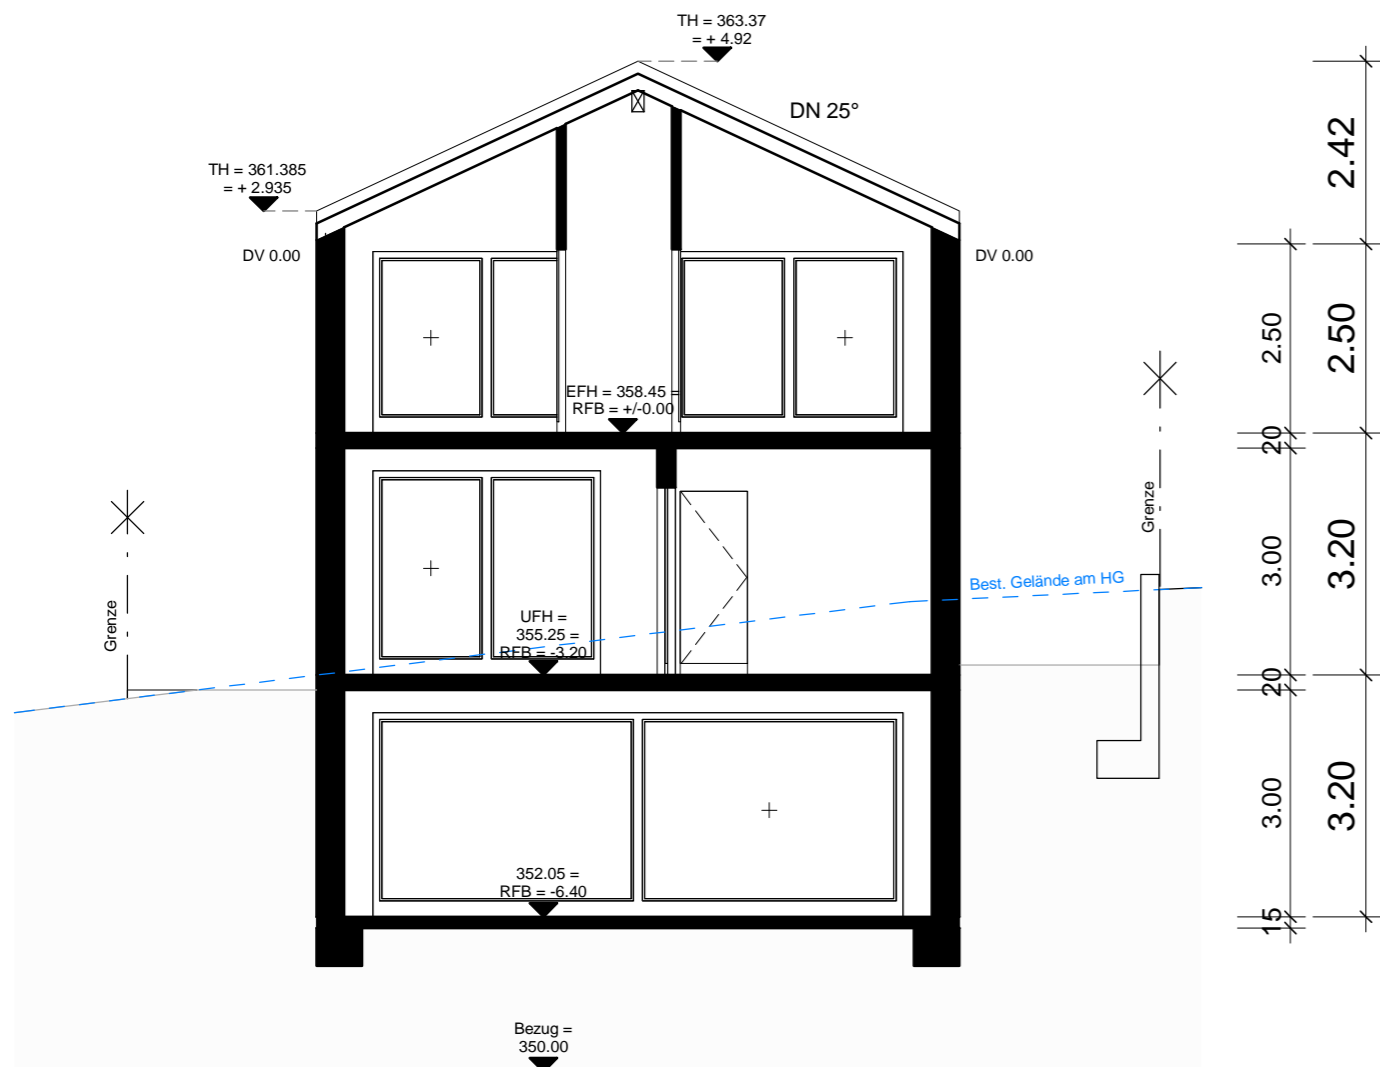 TH = 363.37
= + 4.92
DN 25°
TH = 361.385
= + 2.935
DV 0.00
DV 0.00
2.42
2.50
2.50
EFH = 358.45 =
RFB = +/-0.00
20
Grenze
Grenze
3.00
3.20
Best. Gelände am HG
UFH =
355.25 =
RFB = -3.20
20
3.00
3.20
352.05 =
RFB = -6.40
15
Bezug =
350.00